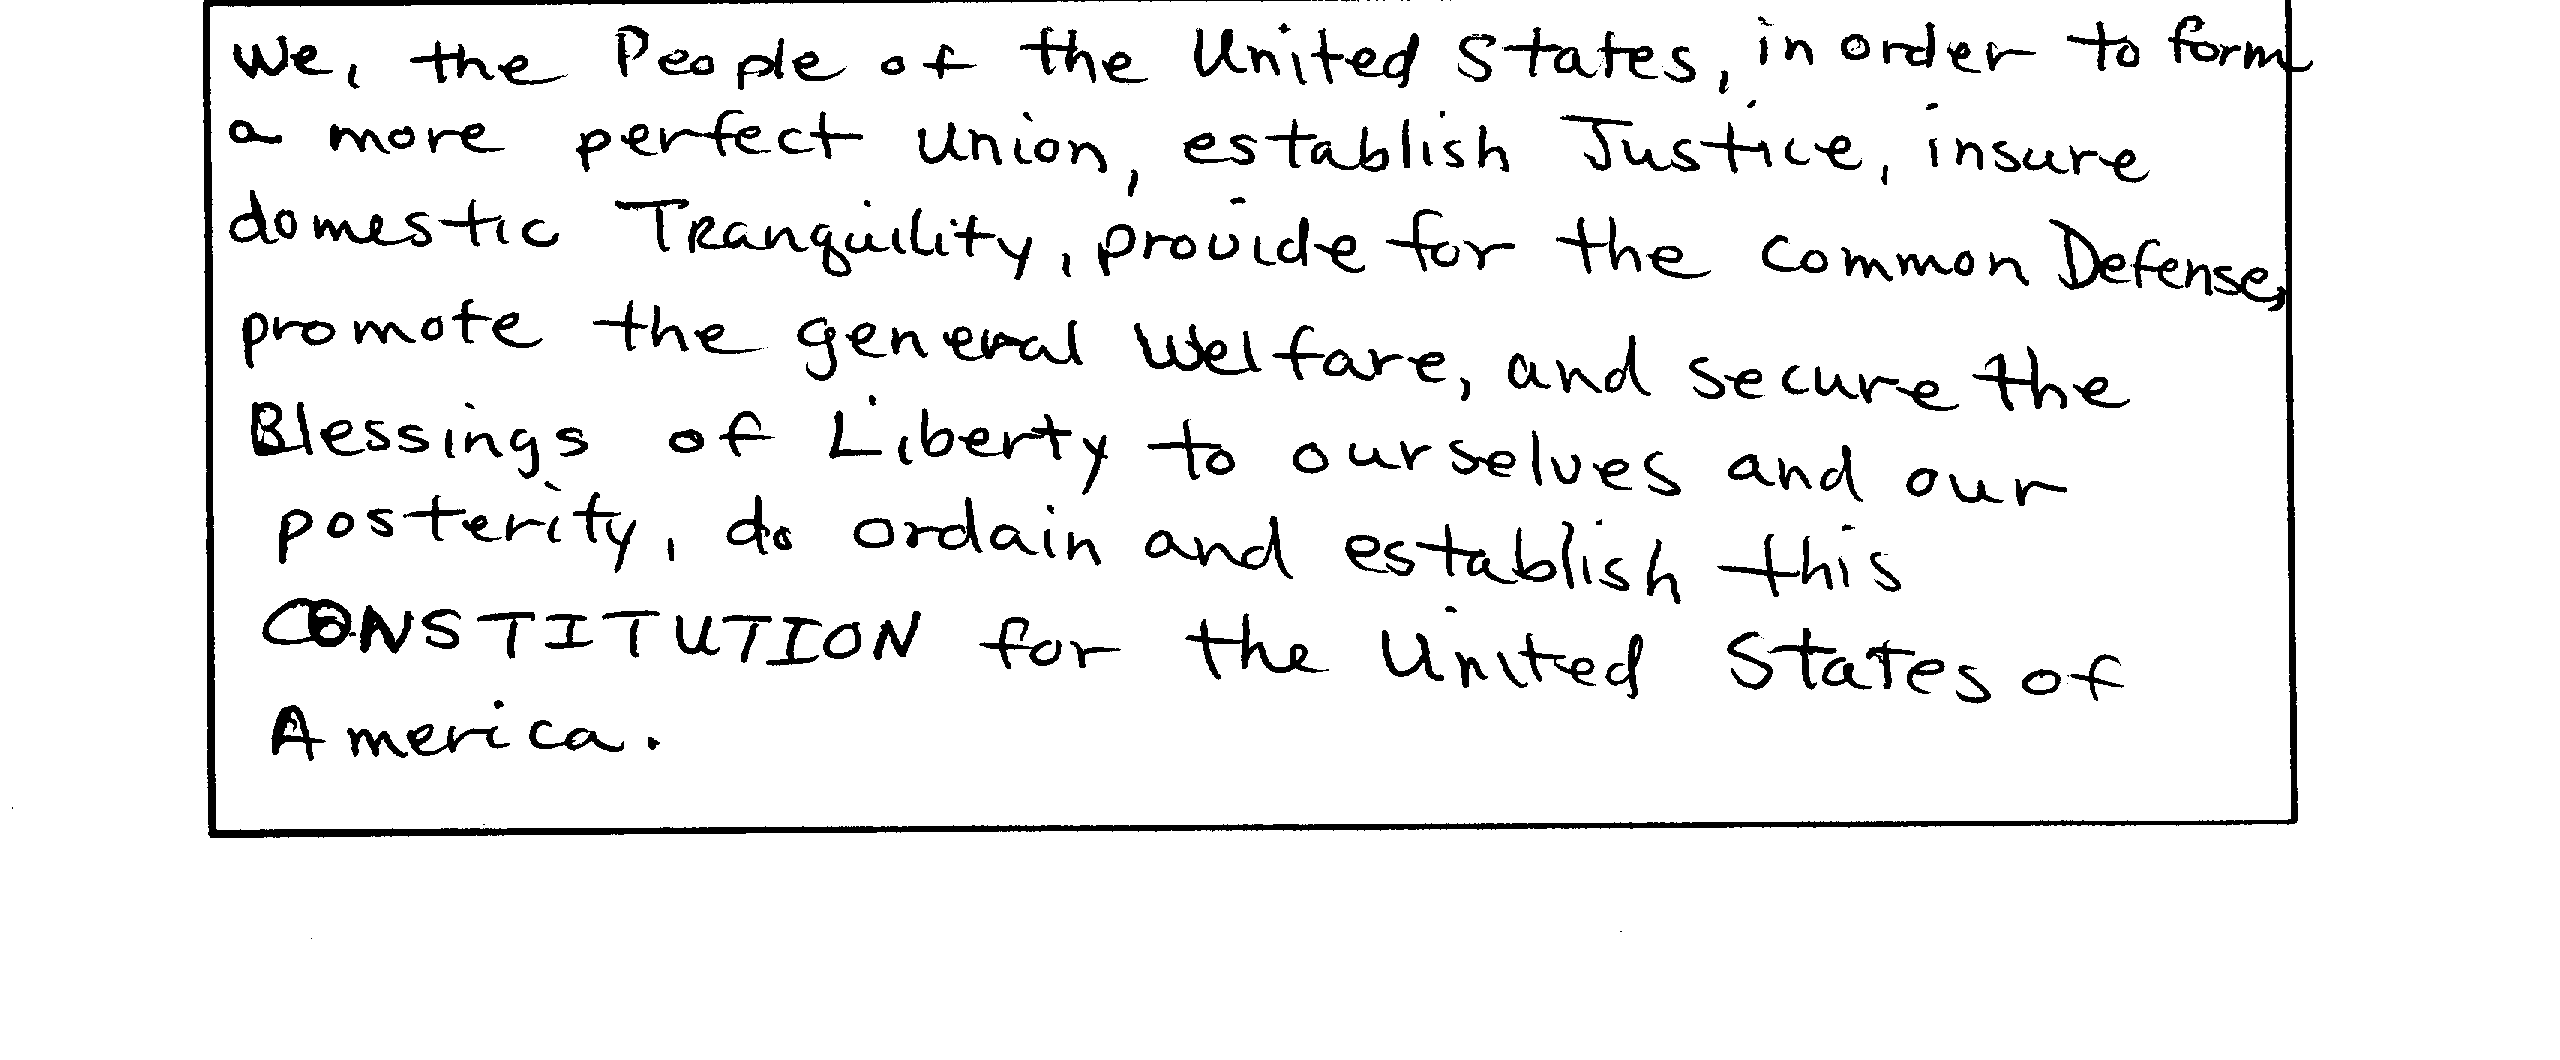 We, the People of the United States, in order to form
a more perfect Union, establish Justice, insure
domestic Tranquility, provide for the common Defense,
promote the general Welfare, and secure the
Blessings of Liberty to ourselves and our
posterity, do ordain and establish this
CONSTITUTION for the United States of
America.